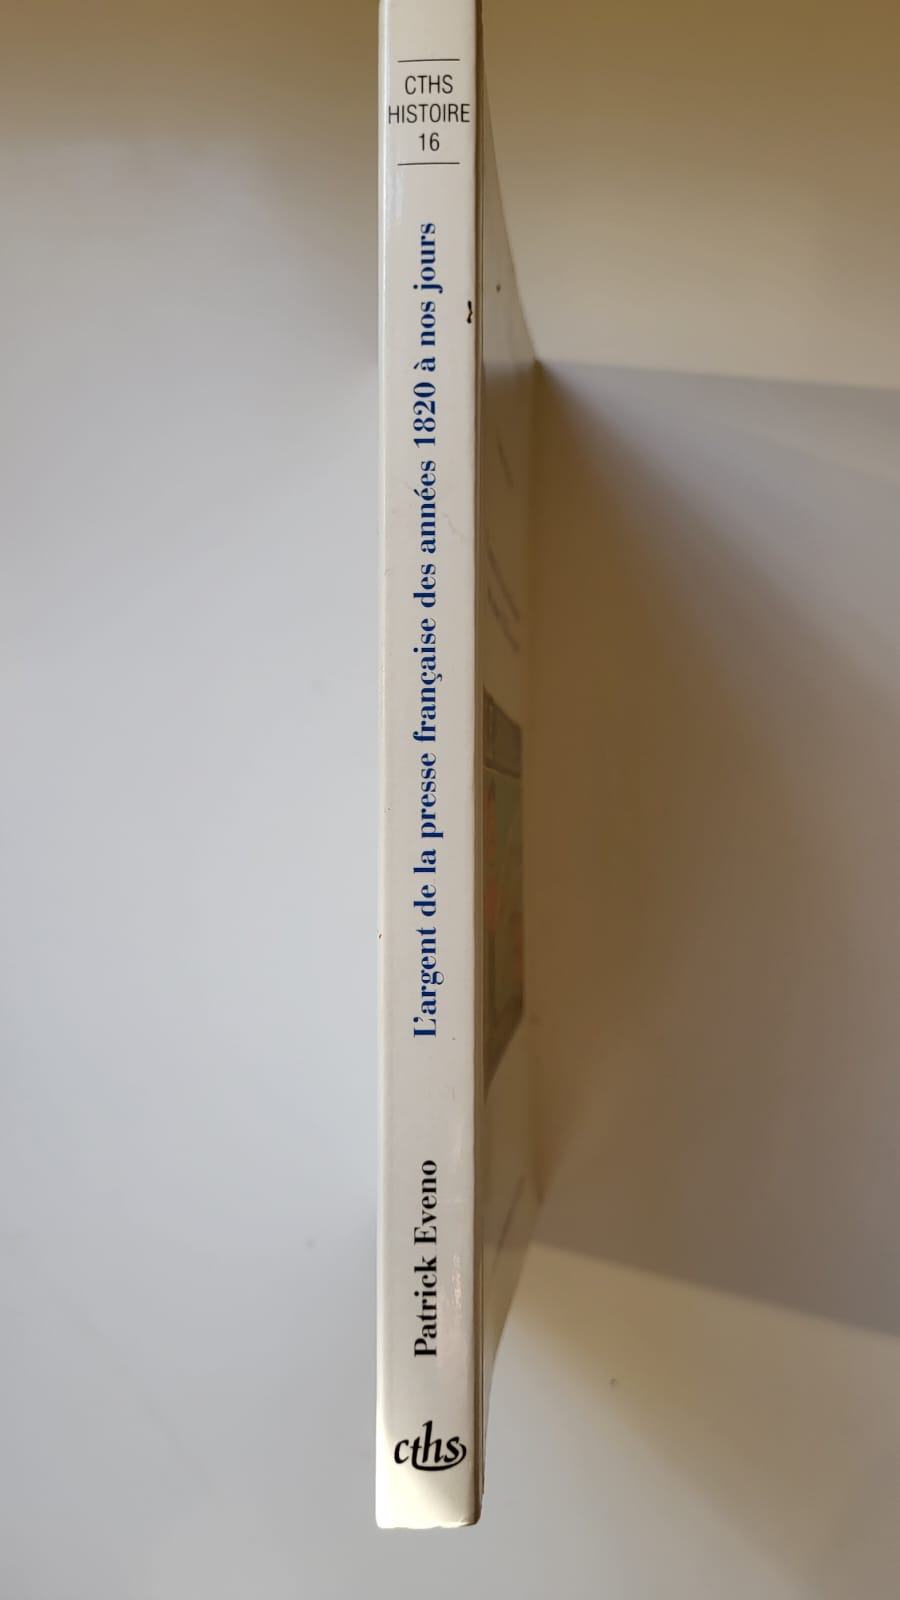 CTHS
HISTOIRE
16
L'argent de la presse française des années 1820 à nos jours
Patrick Eveno
cths